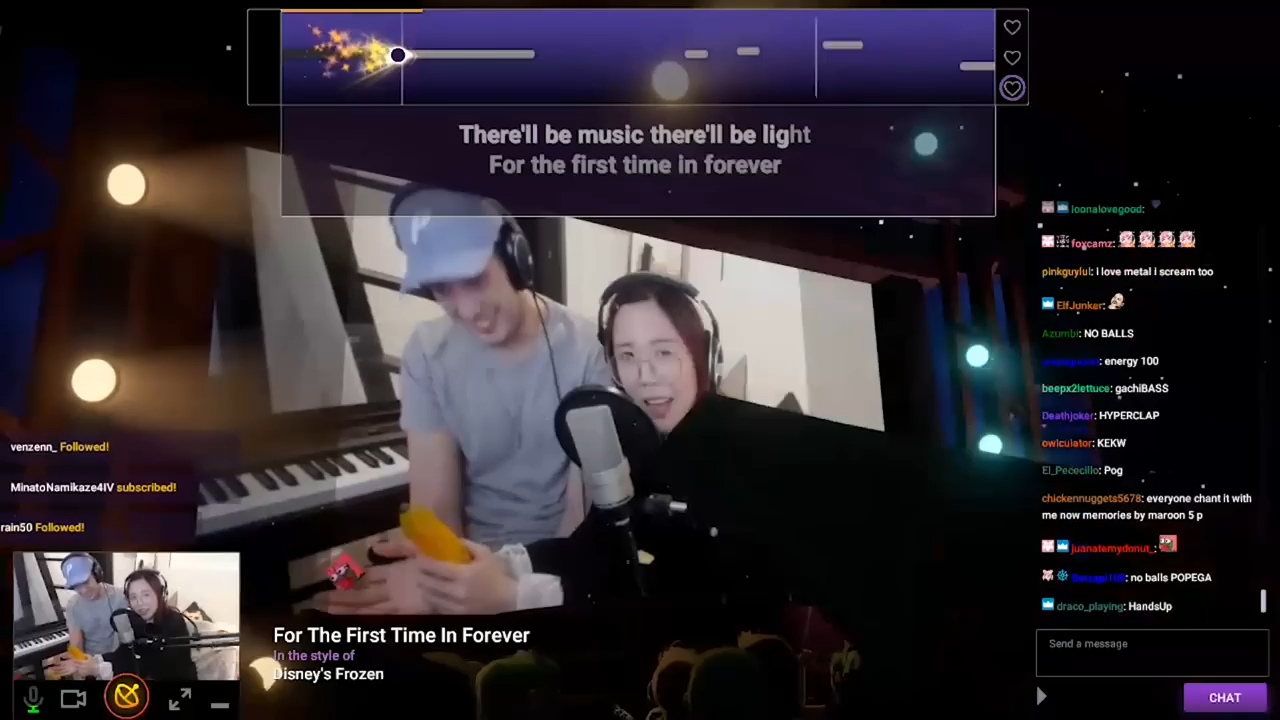 There'll be music there'll be light
For the first time in forever
loonalovegood:
foxcamz:
pinkguylul: i love metal i scream too
ElfJunker:
Azumbi: NO BALLS
: energy 100
beepx2lettuce: gachiBASS
Deathjoker: HYPERCLAP
owlculator: KEKW
El_Pececillo: Pog
chickennuggets5678: everyone chant it with
me now memories by maroon 5 p
juanatemydonut_:
: no balls POPEGA
draco_playing: HandsUp
venzenn_ Followed!
MinatoNamikaze4IV subscribed!
rain50 Followed!
For The First Time In Forever
In the style of
Disney's Frozen
Send a message
CHAT